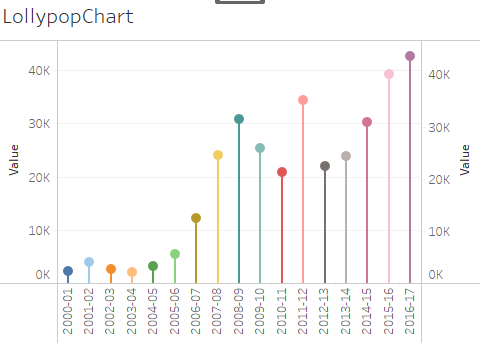 LollypopChart
40K
30K
20K
10K
0K
Value
40K
30K
20K
10K
0K
Value
2000-01
2001-02
2002-03
2003-04
2004-05
2005-06
2006-07
2007-08
2008-09
2009-10
2010-11
2011-12
2012-13
2013-14
2014-15
2015-16
2016-17